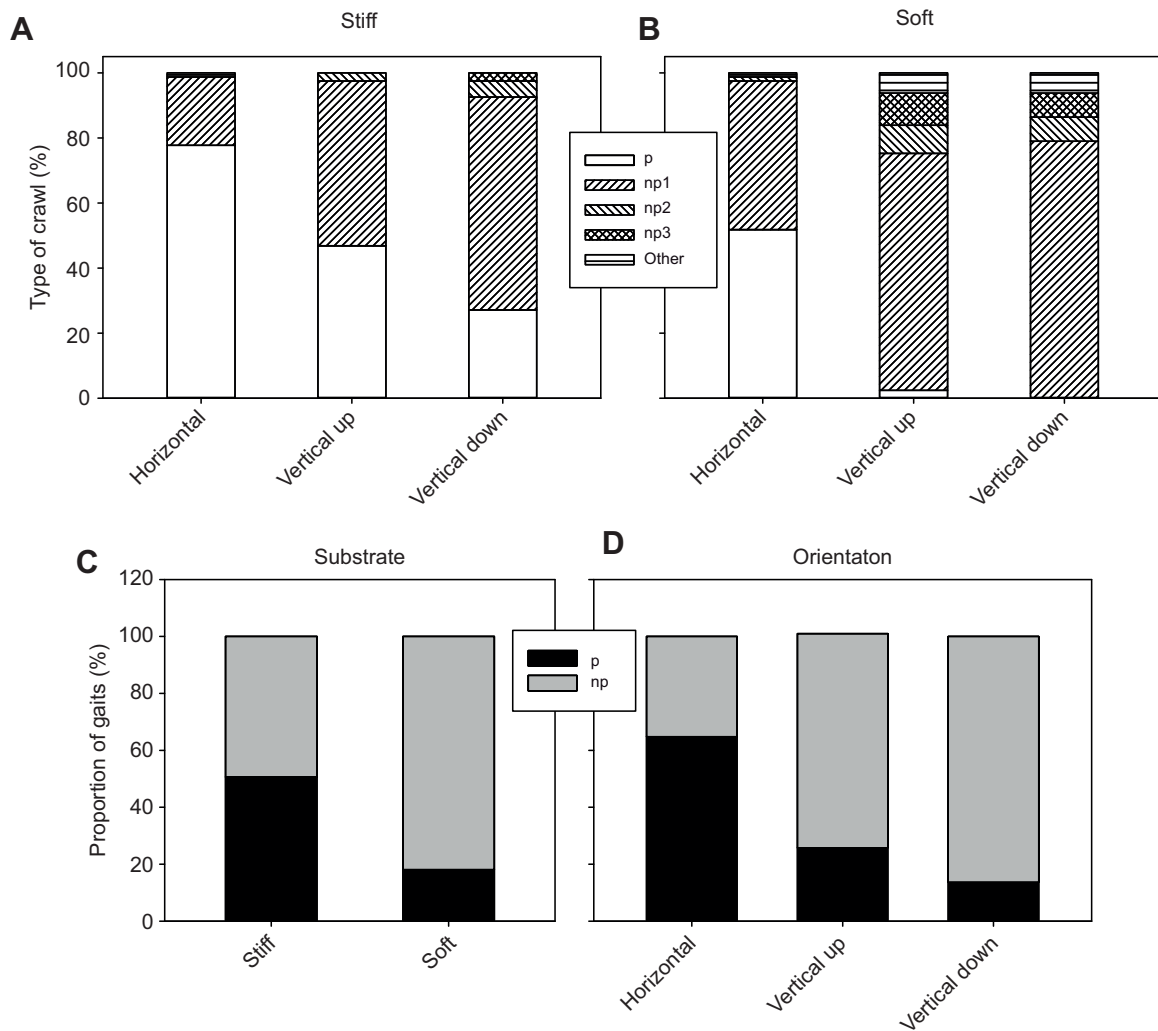 A
Stiff
B
Soft
Type of crawl (%)
100
80
60
40
20
0
p
np1
np2
np3
Other
Horizontal
Vertical up
Vertical down
Horizontal
Vertical up
Vertical down
C
Substrate
D
Orientaton
Proportion of gaits (%)
120
100
80
60
40
20
0
p
np
Stiff
Soft
Horizontal
Vertical up
Vertical down